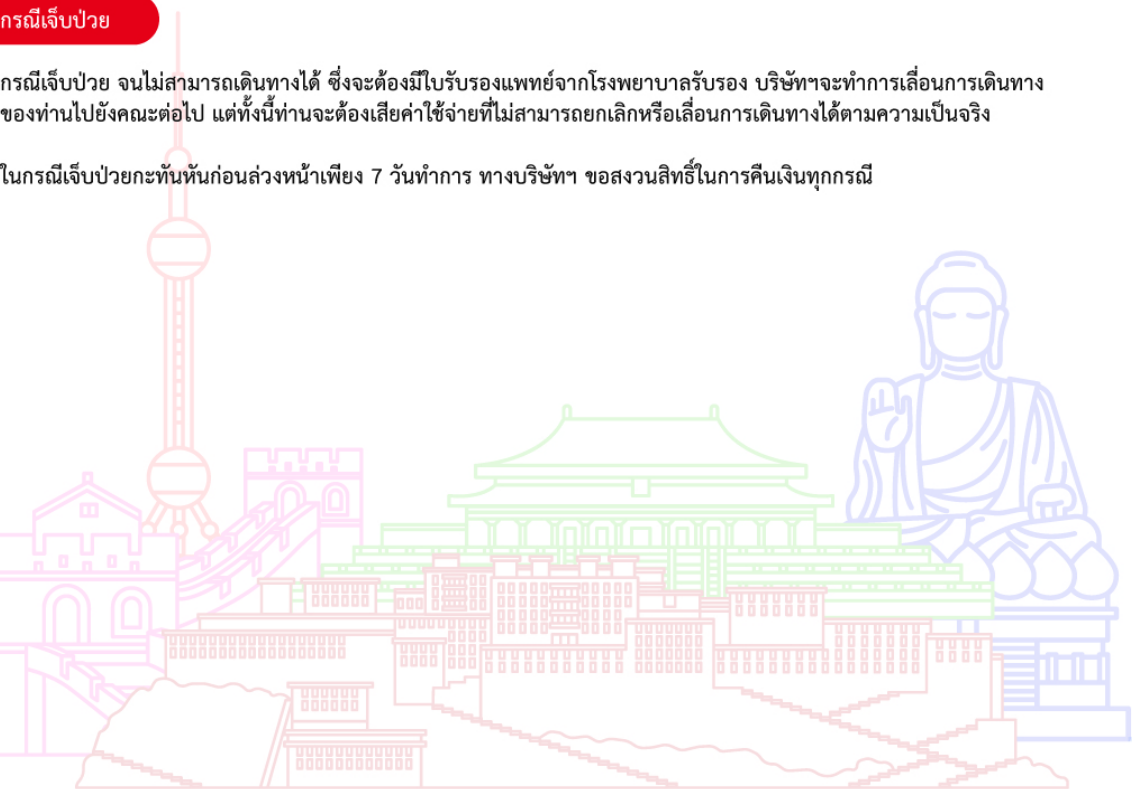 กรณีเจ็บป่วย
กรณีเจ็บป่วย จนไม่สามารถเดินทางได้ ซึ่งจะต้องมีใบรับรองแพทย์จากโรงพยาบาลรับรอง บริษัทฯจะทำการเลื่อนการเดินทาง
ของท่านไปยังคณะต่อไป แต่ทั้งนี้ท่านจะต้องเสียค่าใช้จ่ายที่ไม่สามารถยกเลิกหรือเลื่อนการเดินทางได้ตามความเป็นจริง
ในกรณีเจ็บป่วยกะทันหันก่อนล่วงหน้าเพียง 7 วันทำการ ทางบริษัทฯ ขอสงวนสิทธิ์ในการคืนเงินทุกกรณี